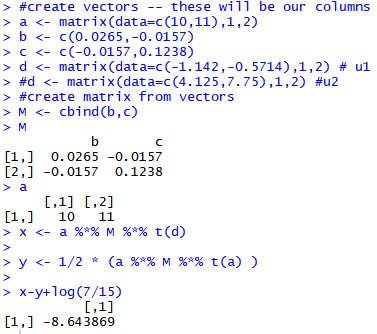 > #create vectors -- these will be our columns
> a <- matrix(data=c(10,11),1,2)
> b <- c(0.0265,-0.0157)
> c <- c(-0.0157,0.1238)
> d <- matrix(data=c(-1.142,-0.5714),1,2) # u1
> #d <- matrix(data=c(4.125,7.75),1,2) #u2
> #create matrix from vectors
> M <- cbind(b,c)
> M
           b       c
[1,]  0.0265 -0.0157
[2,] -0.0157  0.1238
> a
     [,1] [,2]
[1,]   10   11
> x <- a %*% M %*% t(d)
>
> y <- 1/2 * (a %*% M %*% t(a) )
>
> x-y+log(7/15)
          [,1]
[1,] -8.643869